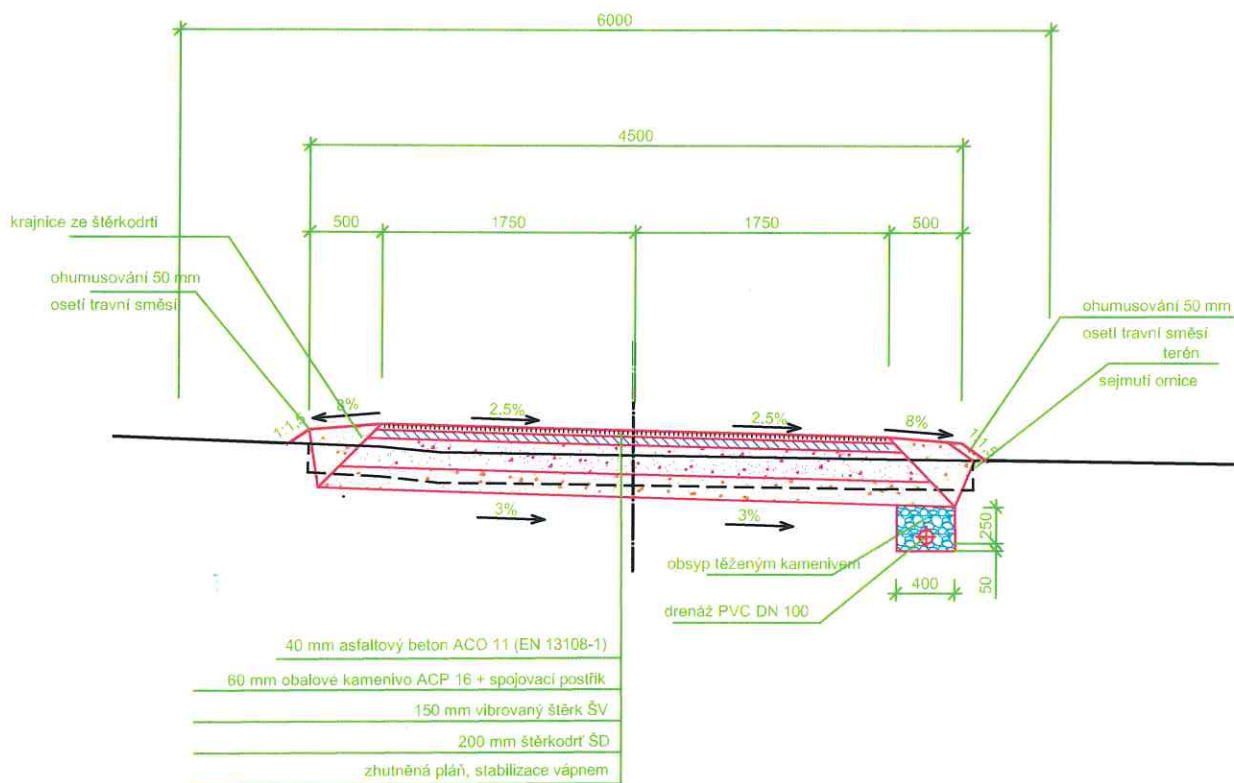 6000
4500
500
1750
1750
500
krajnice ze štěrkodrti
ohumusování 50 mm
osetí travní směsí
ohumusování 50 mm
osetí travní směsí
terén
sejmutí ornice
1:1,5
8%
2.5%
2.5%
8%
1:1,5
3%
3%
250
50
400
obsyp těženým kamenivem
drenáž PVC DN 100
40 mm asfaltový beton ACO 11 (EN 13108-1)
60 mm obalové kamenivo ACP 16 + spojovací postřik
150 mm vibrovaný štěrk ŠV
200 mm štěrkodrť ŠD
zhutněná pláň, stabilizace vápnem